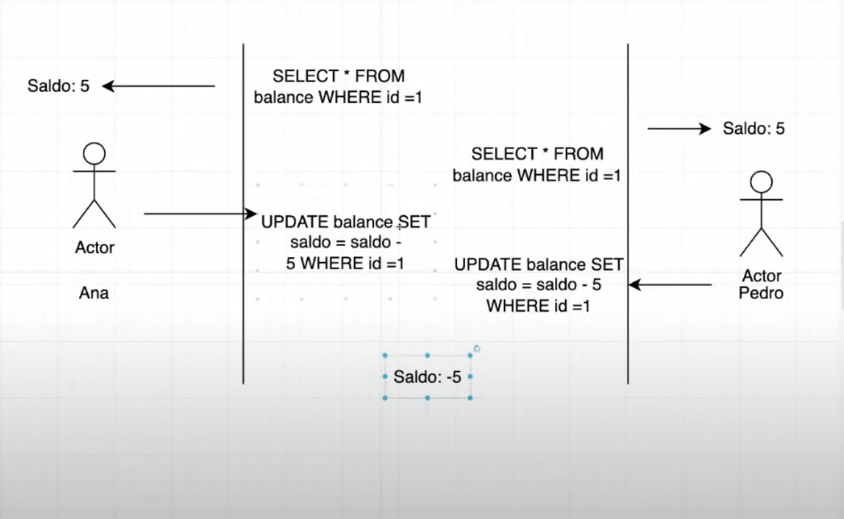 Saldo: 5
SELECT * FROM
balance WHERE id =1
Saldo: 5
SELECT * FROM
balance WHERE id =1
UPDATE balance SET
saldo = saldo -
5 WHERE id =1
Actor
Ana
UPDATE balance SET
saldo = saldo - 5
WHERE id =1
Actor
Pedro
Saldo: -5